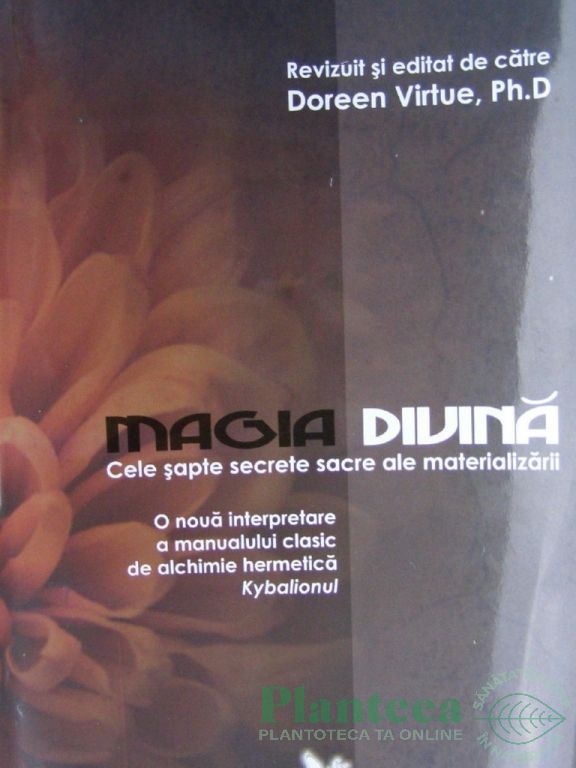 Revizuit şi editat de către
Doreen Virtue, Ph.D
MAGIA DIVINĂ
Cele şapte secrete sacre ale materializării
O nouă interpretare
a manualului clasic
de alchimie hermetică
Kybalionul
Planteea
PLANTOTECA TA ONLINE